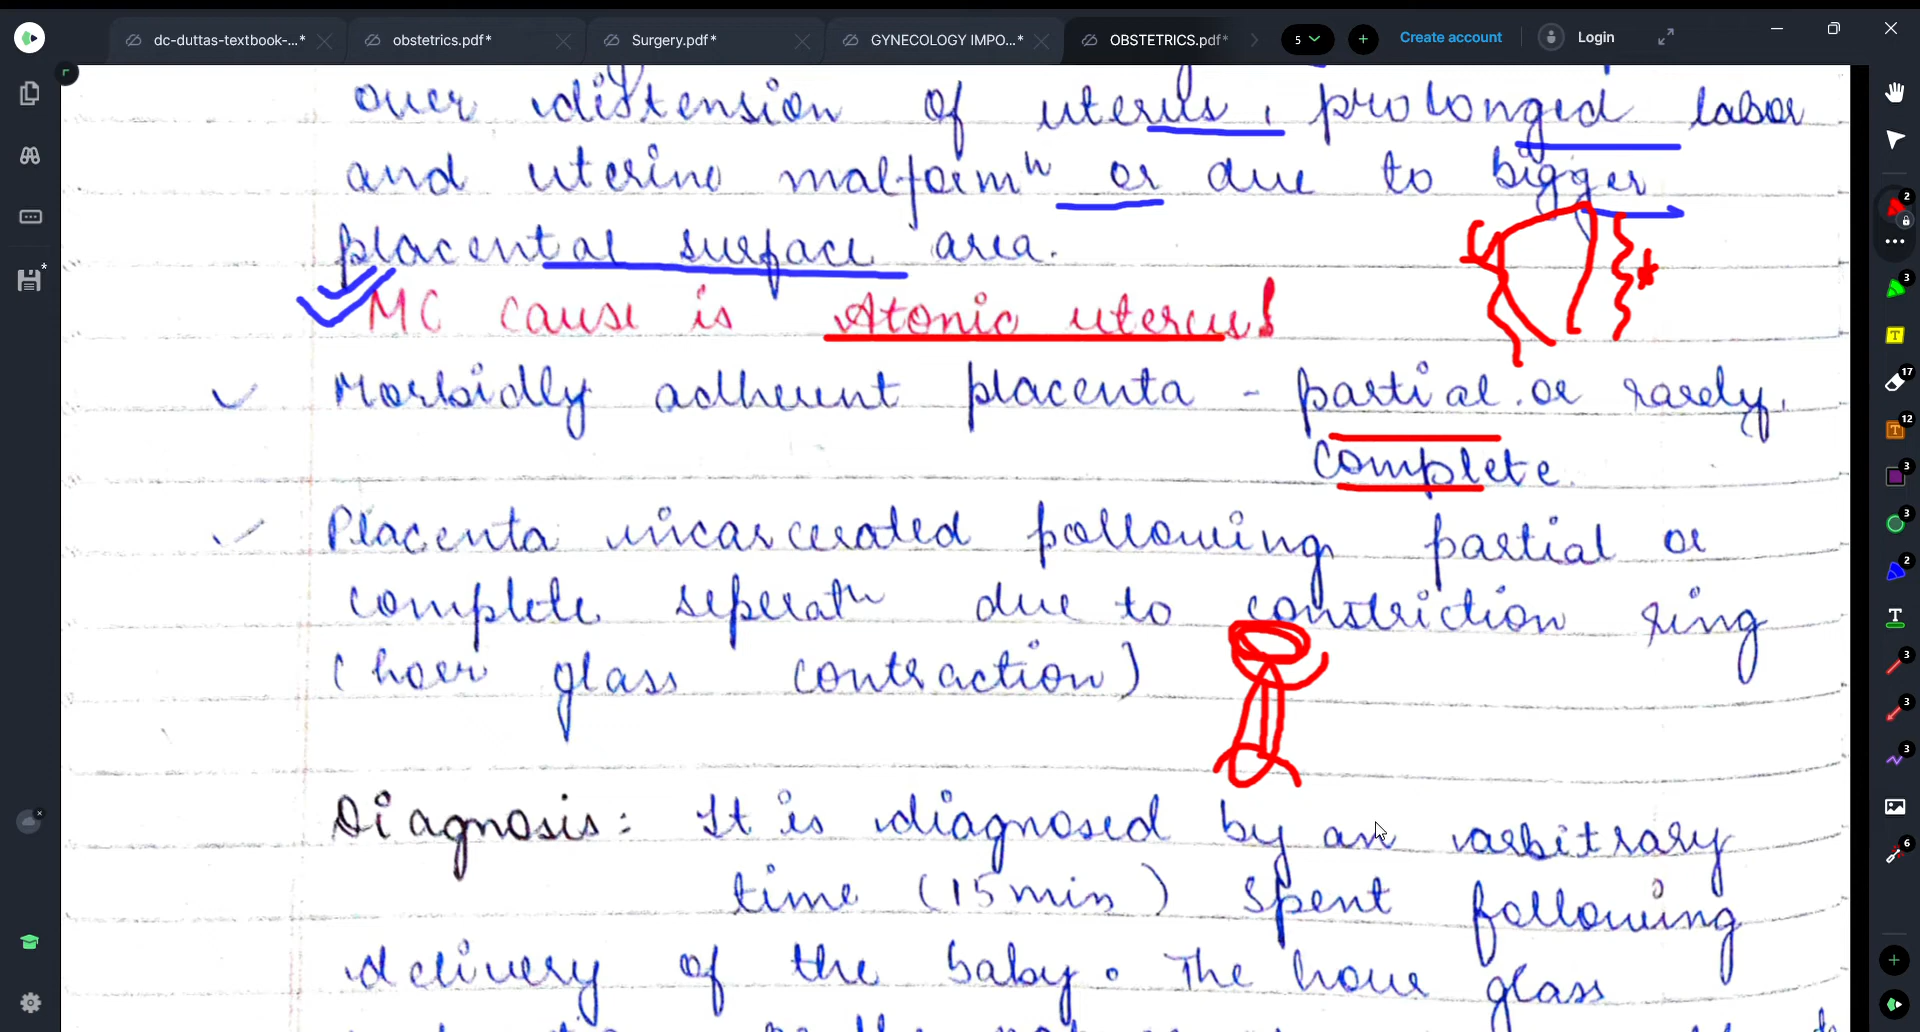 dc-duttas-textbook-...* obstetrics.pdf* Surgery.pdf* GYNECOLOGY IMPO...* OBSTETRICS.pdf* 5 Create account Login
over distension of uterus, prolonged labor
and uterine malformⁿ or due to bigger
placental surface area.
MC cause is Atonic uterus!
Morbidly adherent placenta - partial or rarely
complete.
Placenta incarcerated following partial or
complete seperatⁿ due to constriction ring
(hour glass contraction)
Diagnosis: It is diagnosed by an arbitrary
time (15 min) spent following
delivery of the baby. The hour glass